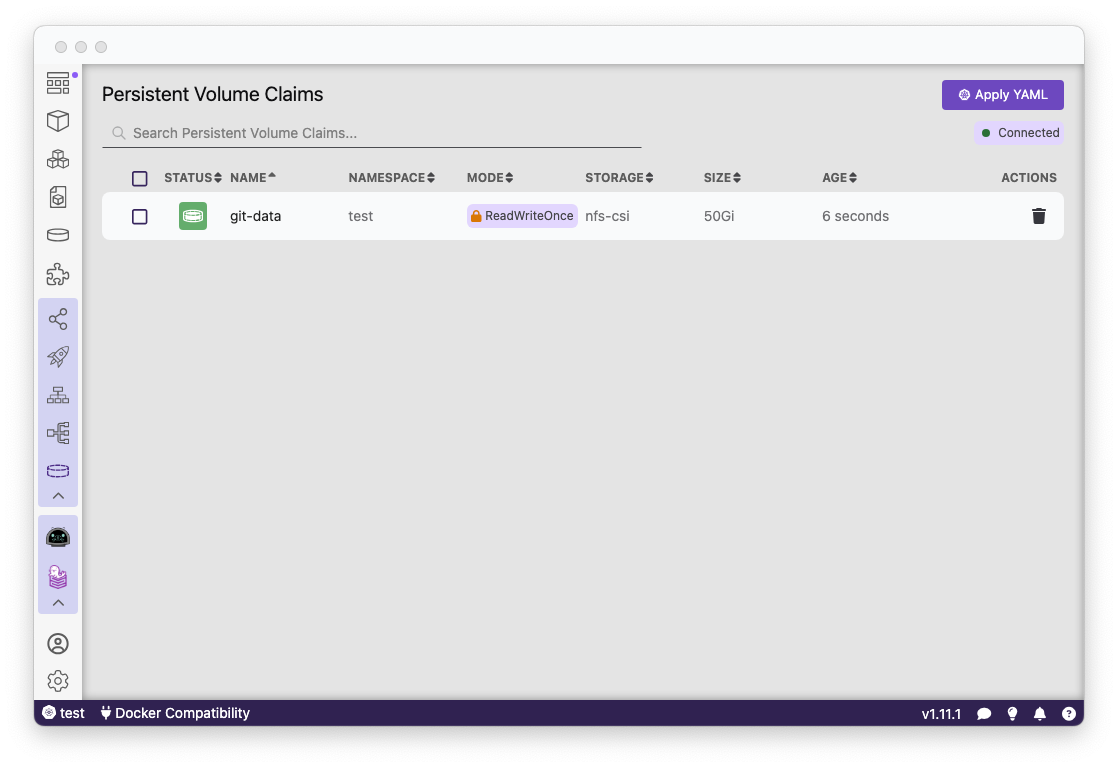 Persistent Volume Claims
Apply YAML
Search Persistent Volume Claims...
Connected
STATUS NAME NAMESPACE MODE STORAGE SIZE AGE ACTIONS
git-data test ReadWriteOnce nfs-csi 50Gi 6 seconds
test Docker Compatibility v1.11.1